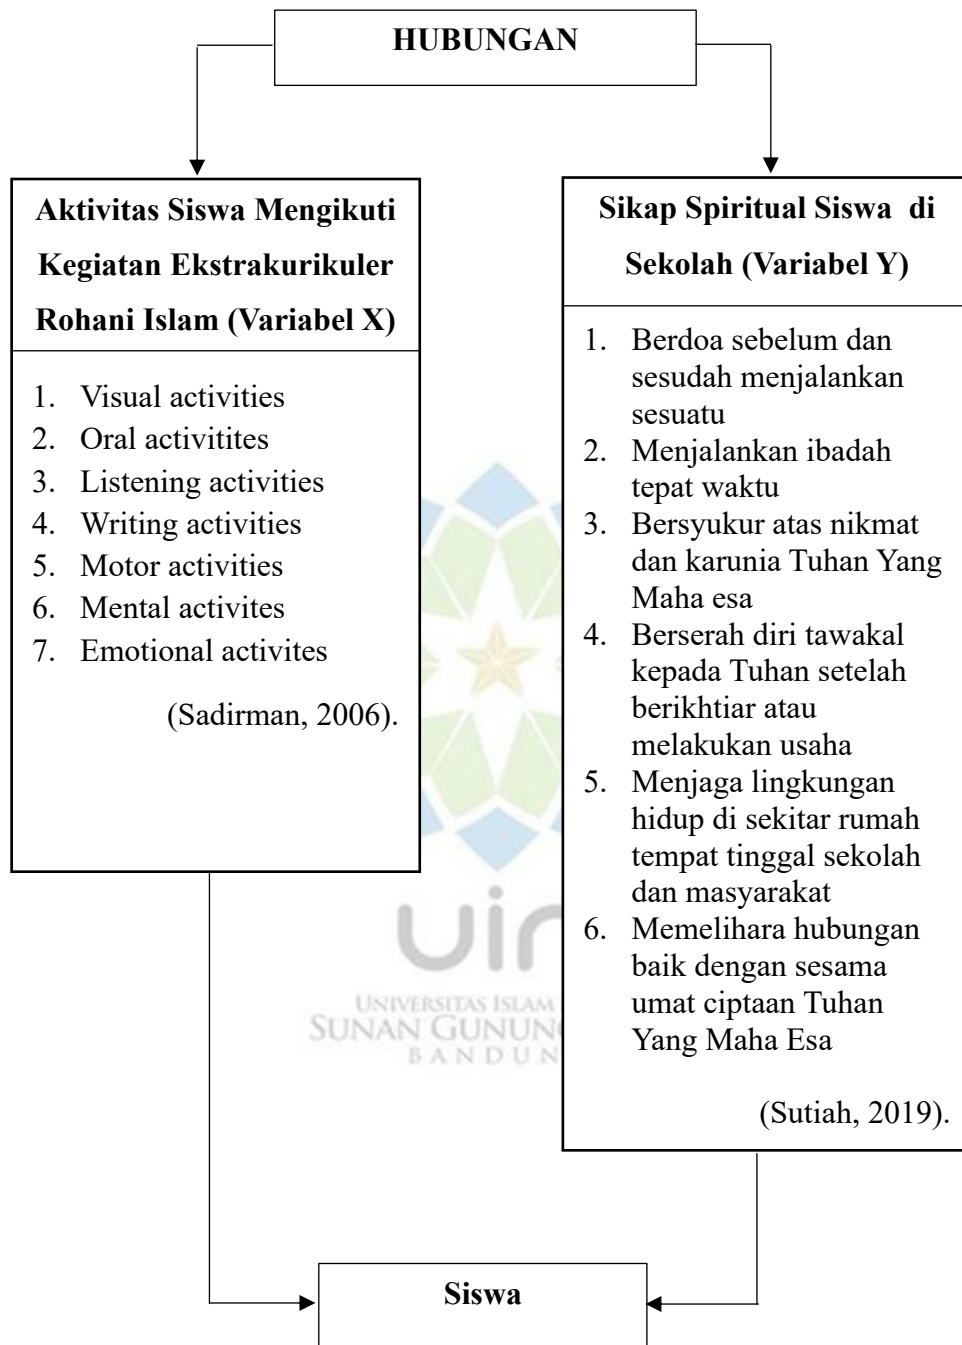 HUBUNGAN
Aktivitas Siswa Mengikuti
Kegiatan Ekstrakurikuler
Rohani Islam (Variabel X)
1. Visual activities
2. Oral activitites
3. Listening activities
4. Writing activities
5. Motor activities
6. Mental activites
7. Emotional activites
(Sadirman, 2006).
Sikap Spiritual Siswa di
Sekolah (Variabel Y)
1. Berdoa sebelum dan
sesudah menjalankan
sesuatu
2. Menjalankan ibadah
tepat waktu
3. Bersyukur atas nikmat
dan karunia Tuhan Yang
Maha esa
4. Berserah diri tawakal
kepada Tuhan setelah
berikhtiar atau
melakukan usaha
5. Menjaga lingkungan
hidup di sekitar rumah
tempat tinggal sekolah
dan masyarakat
6. Memelihara hubungan
baik dengan sesama
umat ciptaan Tuhan
Yang Maha Esa
(Sutiah, 2019).
UNIVERSITAS ISLAM
SUNAN
Siswa